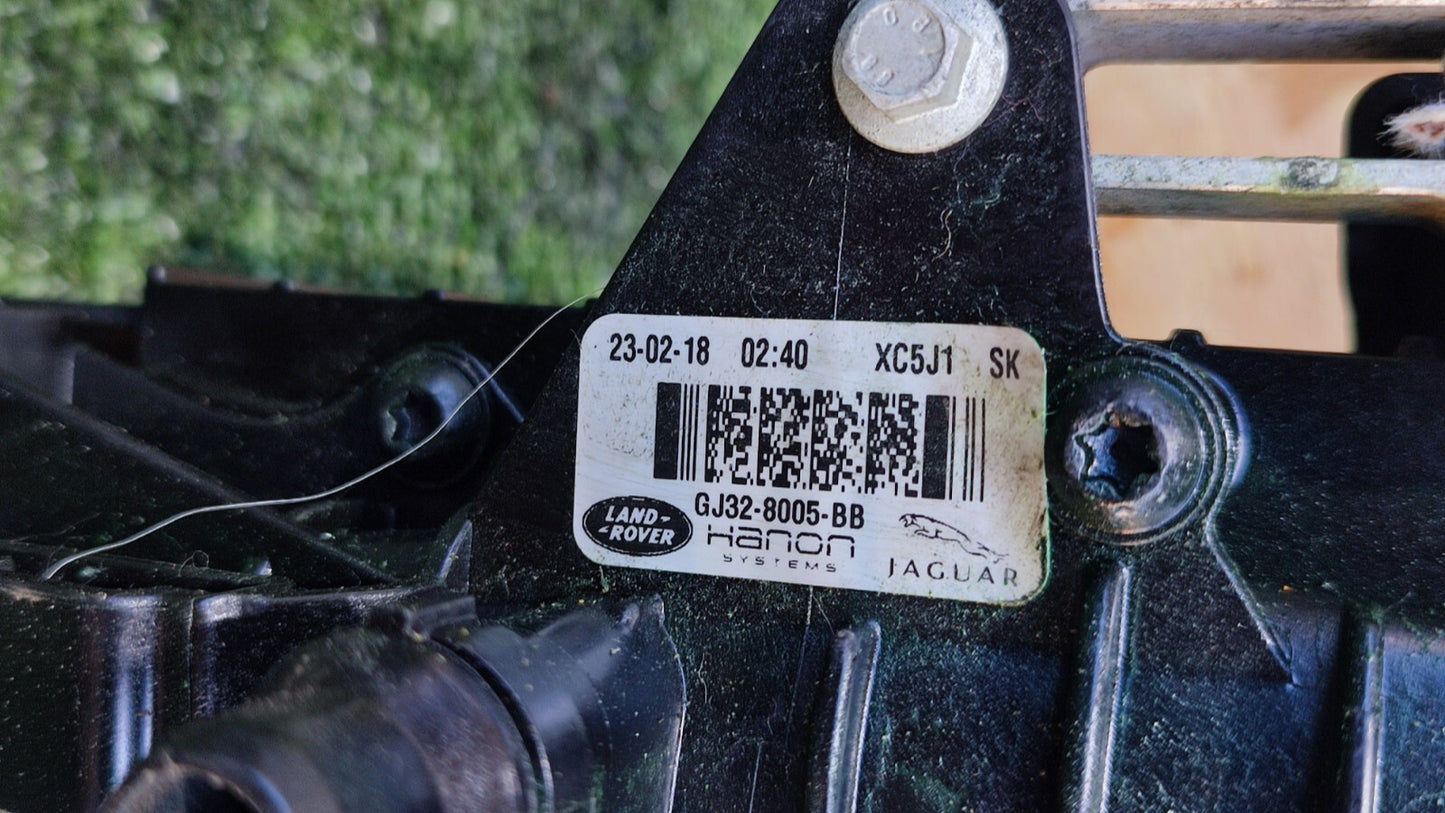 23-02-18 02:40 XC5J1 SK
GJ32-8005-BB
LAND-
-ROVER
Hanon
SYSTEMS
JAGUAR